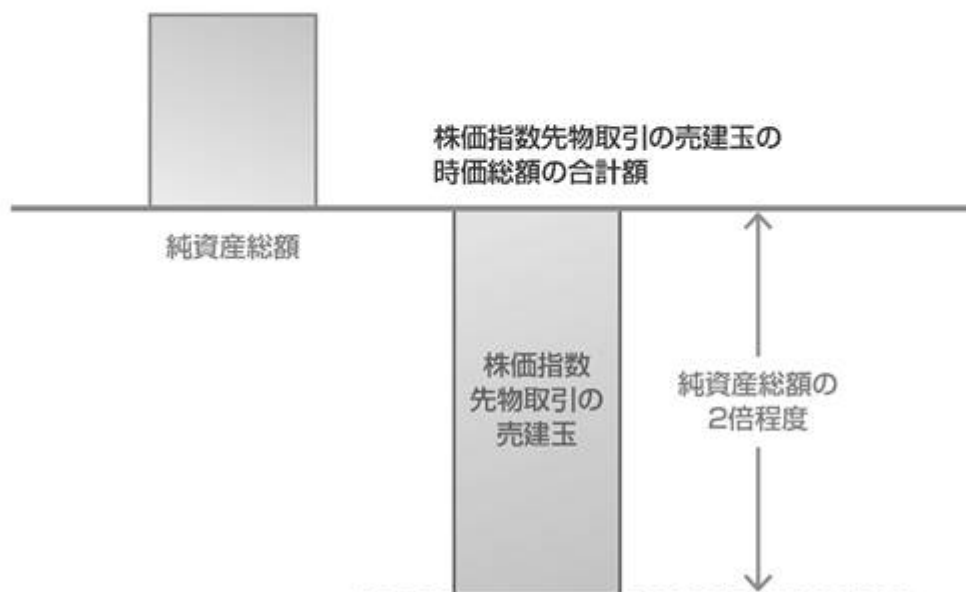 株価指数先物取引の売建玉の
時価総額の合計額
純資産総額
株価指数
先物取引の
売建玉
純資産総額の
2倍程度